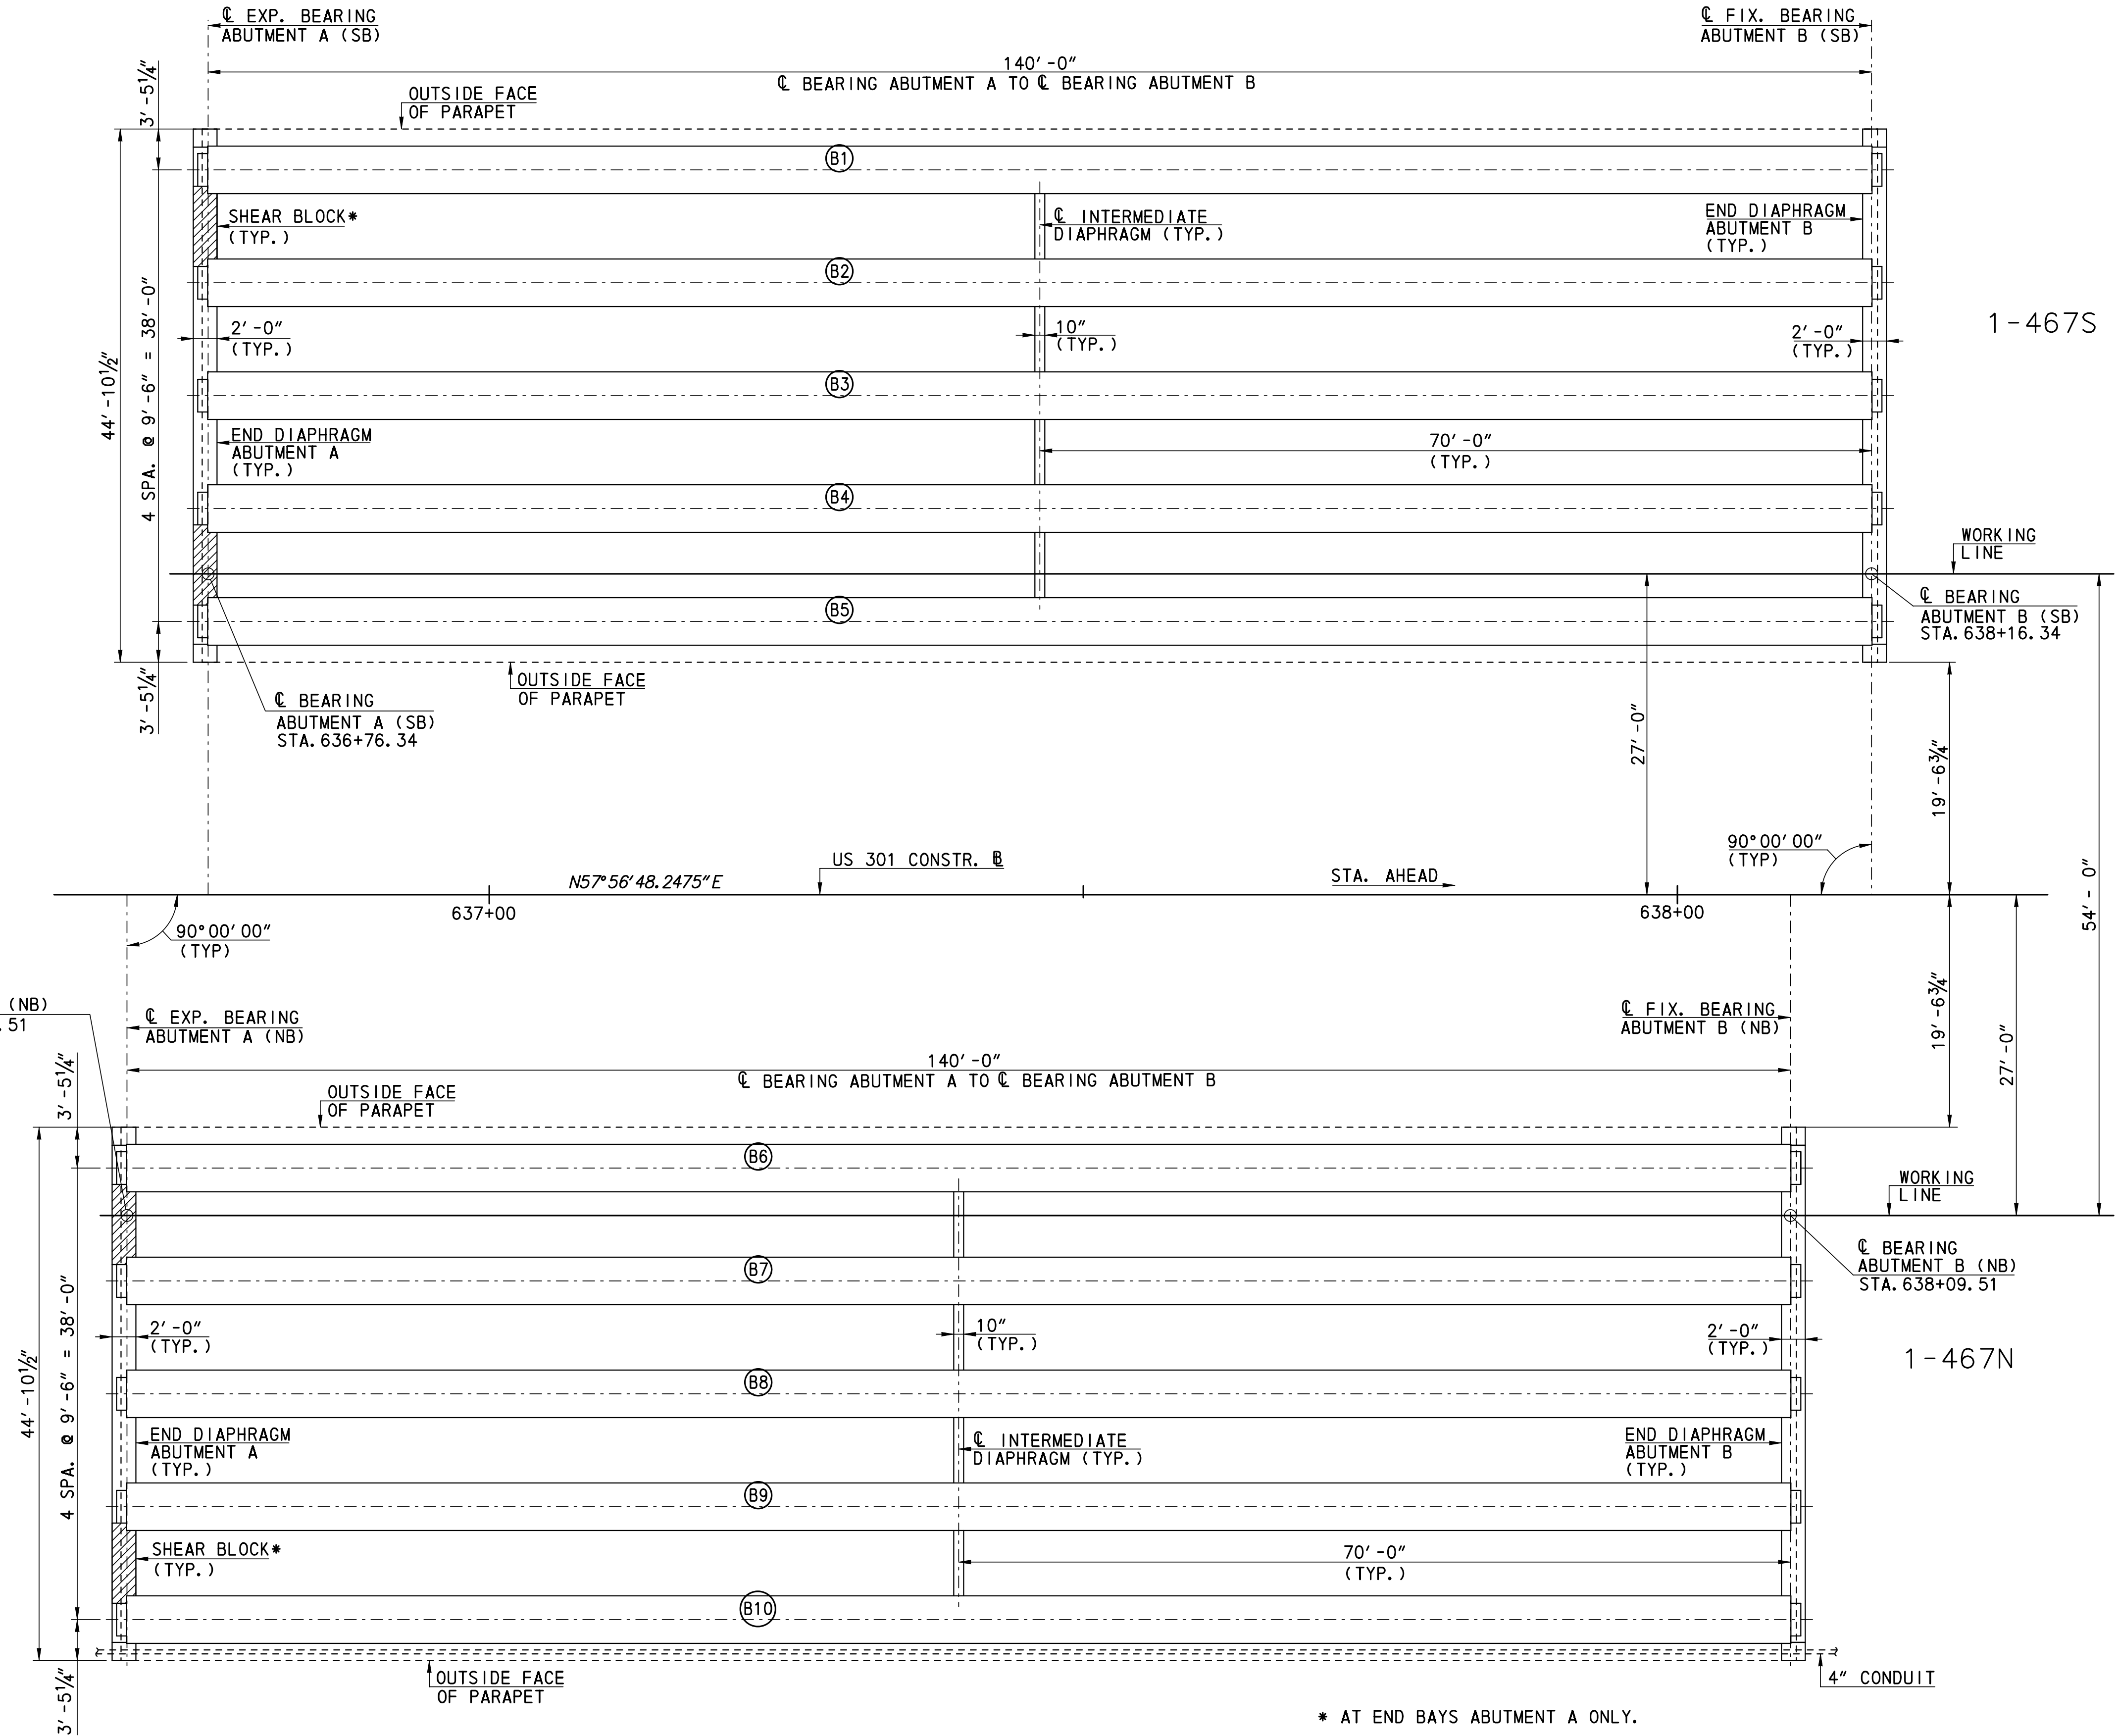 ℄ EXP. BEARING
ABUTMENT A (SB)
℄ FIX. BEARING
ABUTMENT B (SB)
140'-0"
℄ BEARING ABUTMENT A TO ℄ BEARING ABUTMENT B
3'-5¼"
OUTSIDE FACE
OF PARAPET
B1
SHEAR BLOCK*
(TYP.)
℄ INTERMEDIATE
DIAPHRAGM (TYP.)
END DIAPHRAGM
ABUTMENT B
(TYP.)
B2
44'-10½"
4 SPA. @ 9'-6" = 38'-0"
2'-0"
(TYP.)
10"
(TYP.)
2'-0"
(TYP.)
1-467S
B3
END DIAPHRAGM
ABUTMENT A
(TYP.)
70'-0"
(TYP.)
B4
WORKING
LINE
B5
℄ BEARING
ABUTMENT B (SB)
STA. 638+16.34
3'-5¼"
℄ BEARING
ABUTMENT A (SB)
STA. 636+76.34
OUTSIDE FACE
OF PARAPET
27'-0"
19'-6¾"
54'-0"
90°00'00"
(TYP)
US 301 CONSTR. BL
N57°56'48.2475"E
STA. AHEAD
637+00
638+00
90°00'00"
(TYP)
(NB)
.51
℄ EXP. BEARING
ABUTMENT A (NB)
℄ FIX. BEARING
ABUTMENT B (NB)
19'-6¾"
27'-0"
3'-5¼"
140'-0"
℄ BEARING ABUTMENT A TO ℄ BEARING ABUTMENT B
OUTSIDE FACE
OF PARAPET
B6
WORKING
LINE
B7
℄ BEARING
ABUTMENT B (NB)
STA. 638+09.51
44'-10½"
4 SPA. @ 9'-6" = 38'-0"
2'-0"
(TYP.)
10"
(TYP.)
2'-0"
(TYP.)
1-467N
B8
END DIAPHRAGM
ABUTMENT A
(TYP.)
℄ INTERMEDIATE
DIAPHRAGM (TYP.)
END DIAPHRAGM
ABUTMENT B
(TYP.)
B9
SHEAR BLOCK*
(TYP.)
70'-0"
(TYP.)
B10
3'-5¼"
OUTSIDE FACE
OF PARAPET
4" CONDUIT
* AT END BAYS ABUTMENT A ONLY.